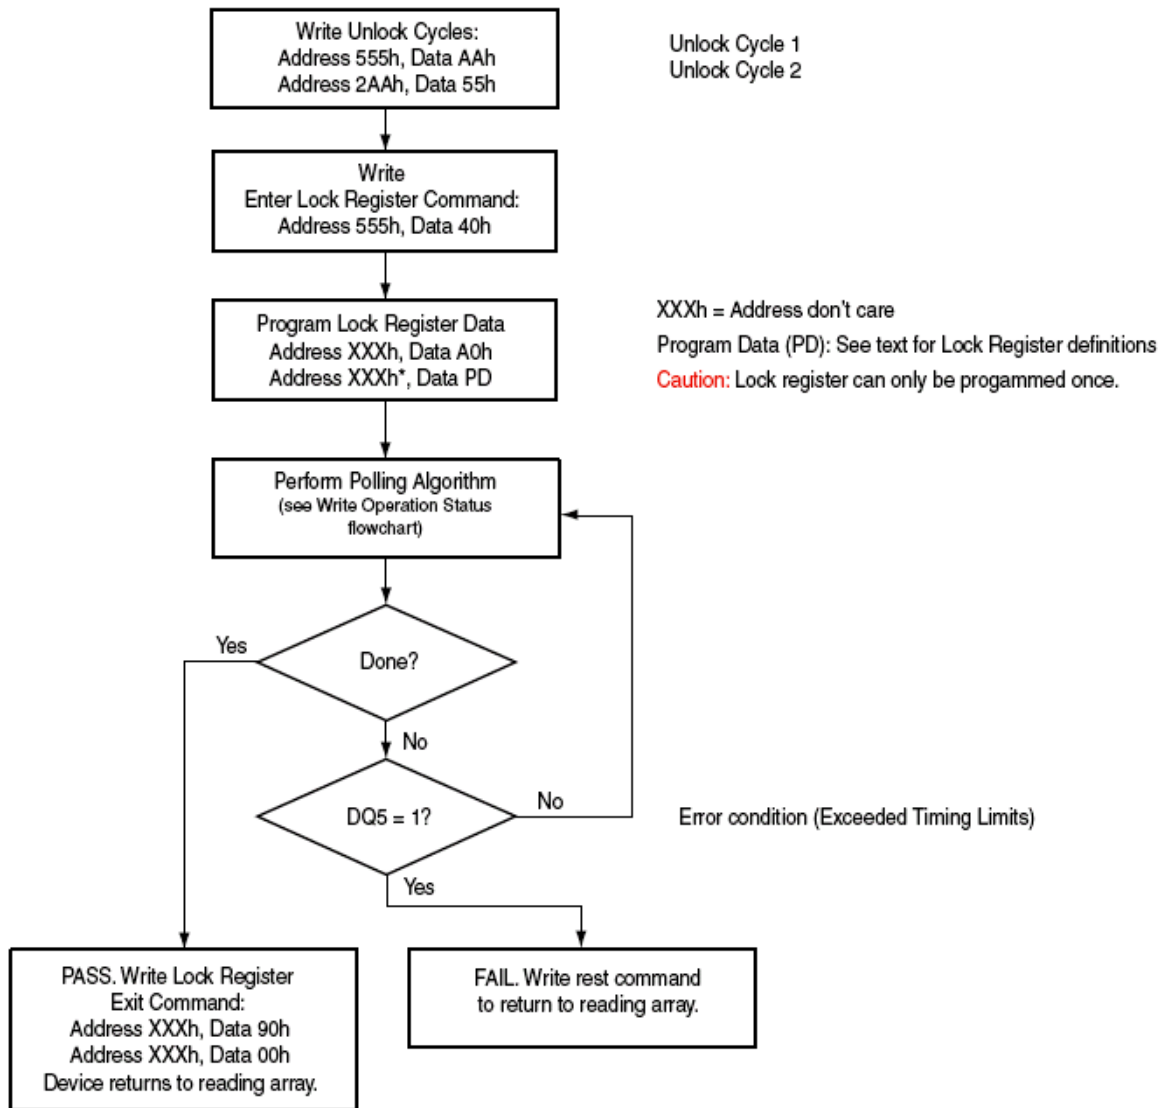 Write Unlock Cycles:
Address 555h, Data AAh
Address 2AAh, Data 55h
Unlock Cycle 1
Unlock Cycle 2
Write
Enter Lock Register Command:
Address 555h, Data 40h
Program Lock Register Data
Address XXXh, Data A0h
Address XXXh*, Data PD
XXXh = Address don't care
Program Data (PD): See text for Lock Register definitions
Caution: Lock register can only be progammed once.
Perform Polling Algorithm
(see Write Operation Status
flowchart)
Yes
Done?
No
DQ5 = 1?
No
Error condition (Exceeded Timing Limits)
Yes
PASS. Write Lock Register
Exit Command:
Address XXXh, Data 90h
Address XXXh, Data 00h
Device returns to reading array.
FAIL. Write rest command
to return to reading array.